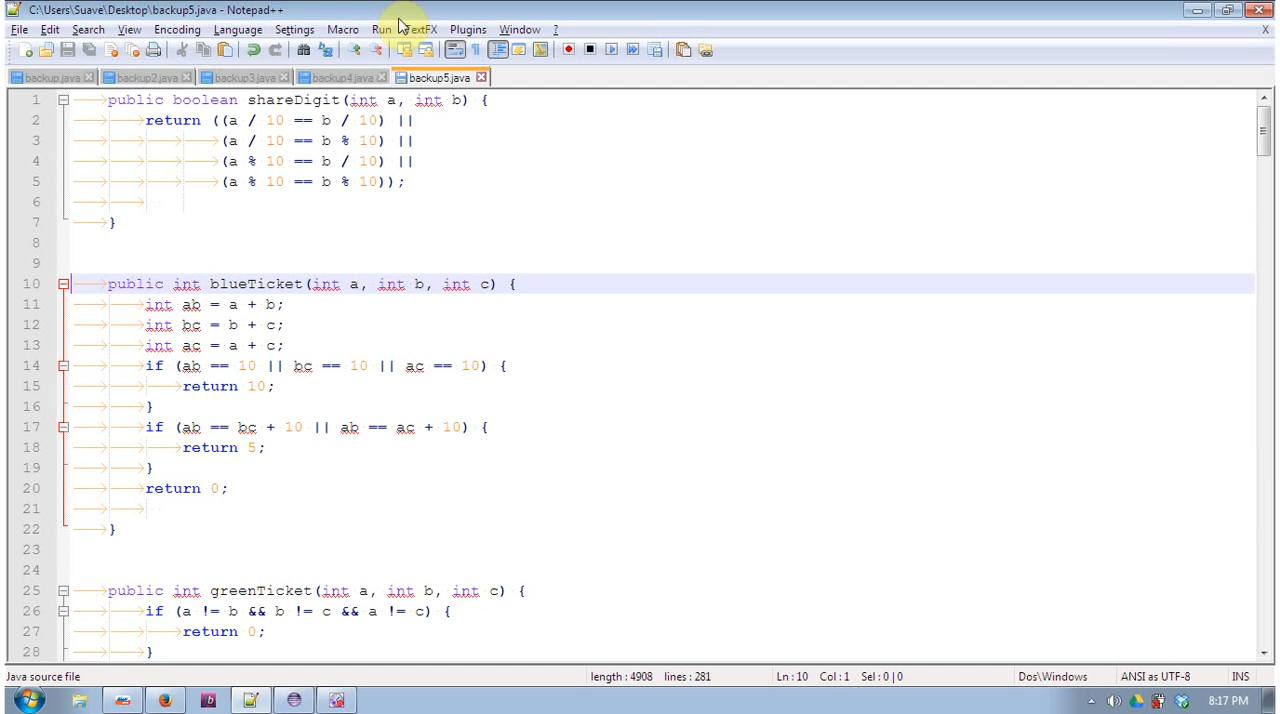 C:\Users\Suave\Desktop\backup5.java - Notepad++
File Edit Search View Encoding Language Settings Macro Run TextFX Plugins Window ? X
backup.java backup2.java backup3.java backup4.java backup5.java
1 public boolean shareDigit(int a, int b) {
2 return ((a / 10 == b / 10) ||
3 (a / 10 == b % 10) ||
4 (a % 10 == b / 10) ||
5 (a % 10 == b % 10));
6
7 }
8
9
10 public int blueTicket(int a, int b, int c) {
11 int ab = a + b;
12 int bc = b + c;
13 int ac = a + c;
14 if (ab == 10 || bc == 10 || ac == 10) {
15 return 10;
16 }
17 if (ab == bc + 10 || ab == ac + 10) {
18 return 5;
19 }
20 return 0;
21
22 }
23
24
25 public int greenTicket(int a, int b, int c) {
26 if (a != b && b != c && a != c) {
27 return 0;
28 }
Java source file length : 4908 lines : 281 Ln : 10 Col : 1 Sel : 0 | 0 Dos\Windows ANSI as UTF-8 INS
8:17 PM